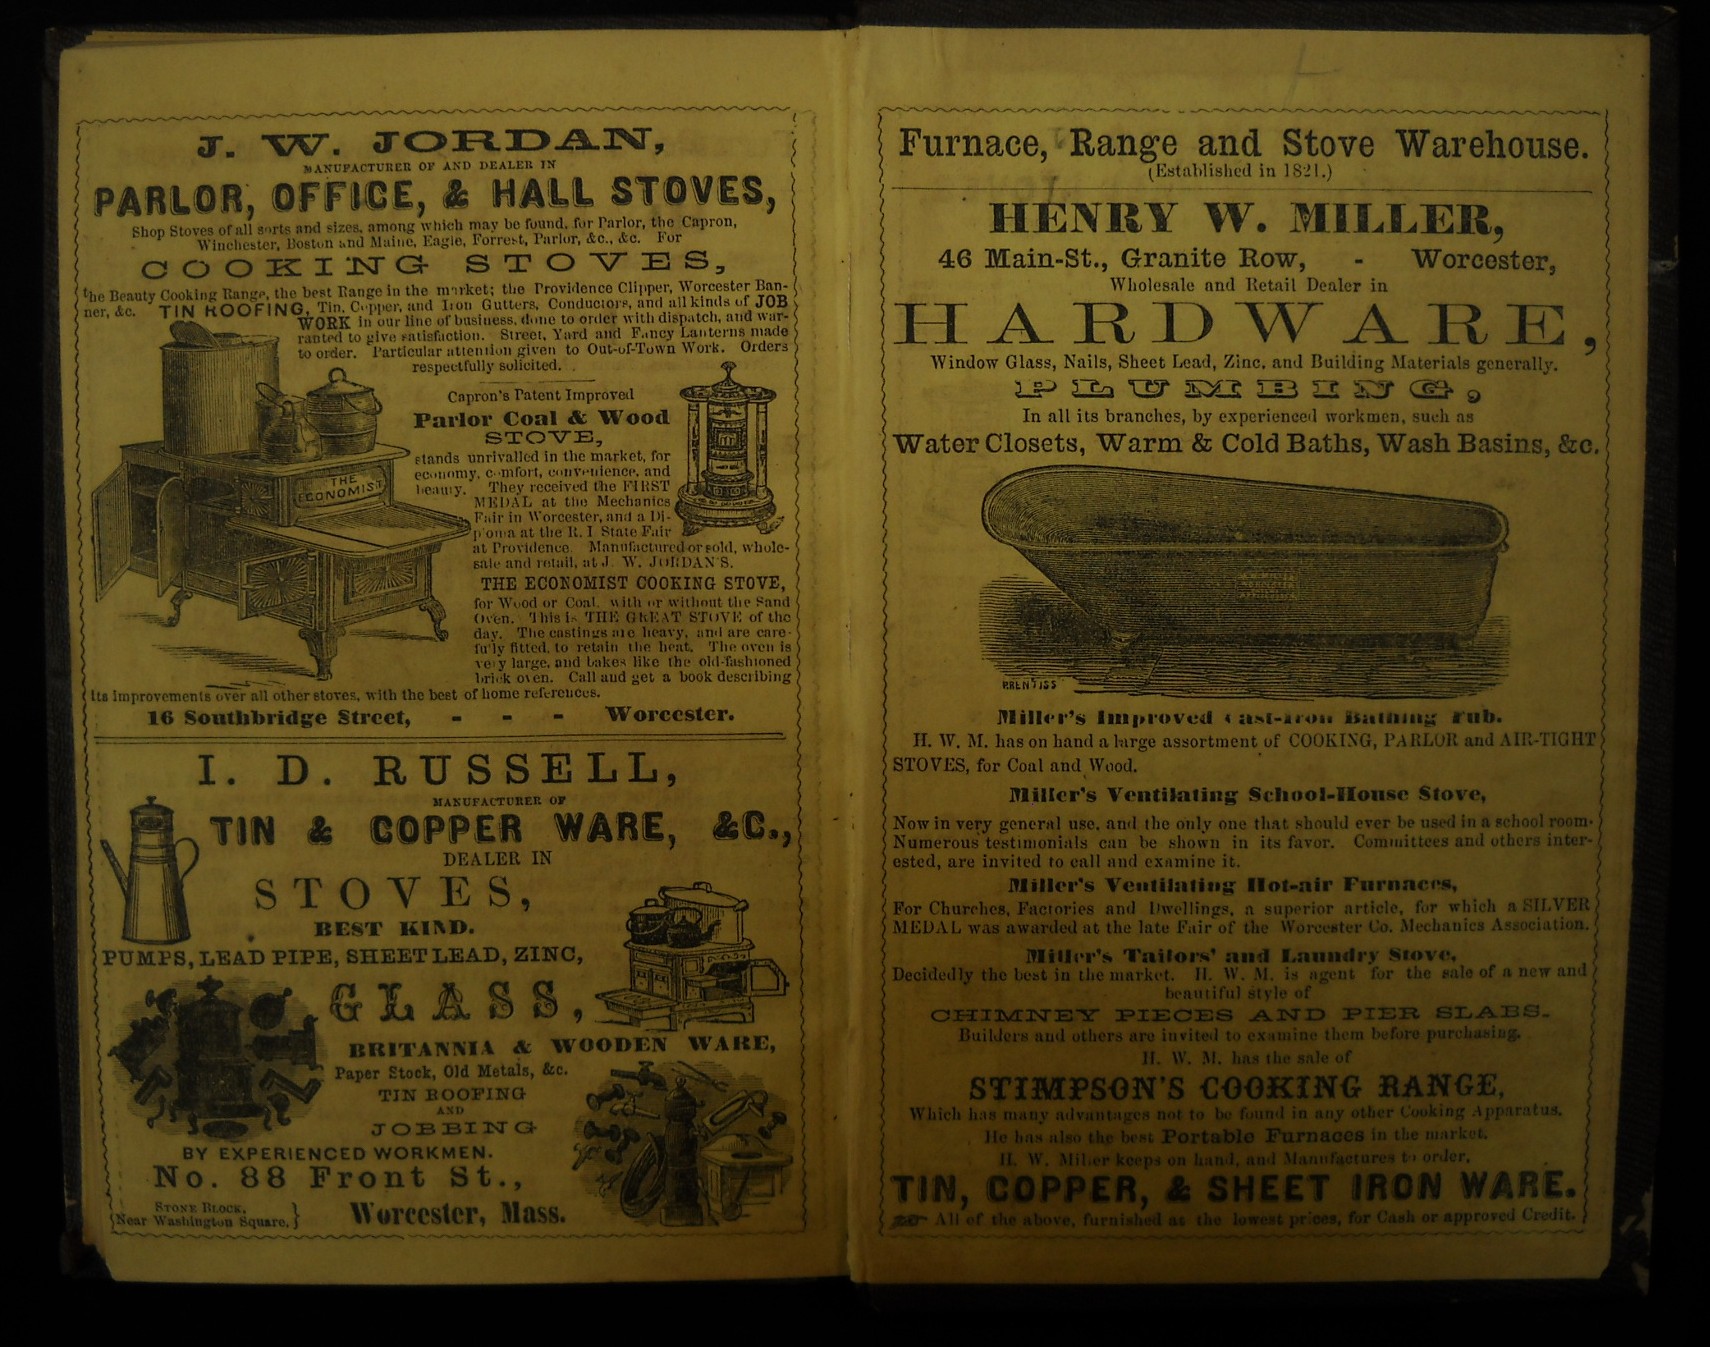 J. W. JORDAN,
MANUFACTURER OF AND DEALER IN
PARLOR, OFFICE, & HALL STOVES,
Shop Stoves of all sorts and sizes, among which may be found, for Parlor, the Capron,
Winchester, Boston and Maine, Eagle, Forrest, Parlor, &c., &c. For
COOKING STOVES,
the Beauty Cooking Range, the best Range in the market; the Providence Clipper, Worcester Ban-
ner, &c. TIN ROOFING, Tin, Copper, and Iron Gutters, Conductors, and all kinds of JOB
WORK in our line of business, done to order with dispatch, and war-
ranted to give satisfaction. Street, Yard and Fancy Lanterns made
to order. Particular attention given to Out-of-Town Work. Orders
respectfully solicited.
Capron's Patent Improved
Parlor Coal & Wood
STOVE,
stands unrivalled in the market, for
economy, comfort, convenience, and
beauty. They received the FIRST
MEDAL at the Mechanics
Fair in Worcester, and a Di-
ploma at the R. I. State Fair
at Providence. Manufactured or sold, whole-
sale and retail, at J. W. JORDAN'S.
THE ECONOMIST
THE ECONOMIST COOKING STOVE,
for Wood or Coal, with or without the Sand
Oven. This is THE GREAT STOVE of the
day. The castings are heavy, and are care-
fully fitted, to retain the heat. The oven is
very large, and bakes like the old-fashioned
brick oven. Call and get a book describing
its improvements over all other stoves, with the best of home references.
16 Southbridge Street, - - - Worcester.
I. D. RUSSELL,
MANUFACTURER OF
TIN & COPPER WARE, &C.,
DEALER IN
STOVES,
BEST KIND.
PUMPS, LEAD PIPE, SHEET LEAD, ZINC,
GLASS,
BRITANNIA & WOODEN WARE,
Paper Stock, Old Metals, &c.
TIN ROOFING
AND
JOBBING
BY EXPERIENCED WORKMEN.
No. 88 Front St.,
{ STONE BLOCK,
Near Washington Square, } Worcester, Mass.
Furnace, Range and Stove Warehouse.
(Established in 1821.)
HENRY W. MILLER,
46 Main-St., Granite Row, - Worcester,
Wholesale and Retail Dealer in
HARDWARE,
Window Glass, Nails, Sheet Lead, Zinc, and Building Materials generally.
PLUMBING,
In all its branches, by experienced workmen, such as
Water Closets, Warm & Cold Baths, Wash Basins, &c.
PRENTISS
Miller's Improved Cast-Iron Bathing Tub.
H. W. M. has on hand a large assortment of COOKING, PARLOR and AIR-TIGHT
STOVES, for Coal and Wood.
Miller's Ventilating School-House Stove,
Now in very general use, and the only one that should ever be used in a school room.
Numerous testimonials can be shown in its favor. Committees and others inter-
ested, are invited to call and examine it.
Miller's Ventilating Hot-air Furnaces,
For Churches, Factories and Dwellings, a superior article, for which a SILVER
MEDAL was awarded at the late Fair of the Worcester Co. Mechanics Association.
Miller's Tailors' and Laundry Stove,
Decidedly the best in the market. H. W. M. is agent for the sale of a new and
beautiful style of
CHIMNEY PIECES AND PIER SLABS.
Builders and others are invited to examine them before purchasing.
H. W. M. has the sale of
STIMPSON'S COOKING RANGE,
Which has many advantages not to be found in any other Cooking Apparatus.
He has also the best Portable Furnaces in the market.
H. W. Miller keeps on hand, and Manufactures to order,
TIN, COPPER, & SHEET IRON WARE.
☞ All of the above, furnished at the lowest prices, for Cash or approved Credit.